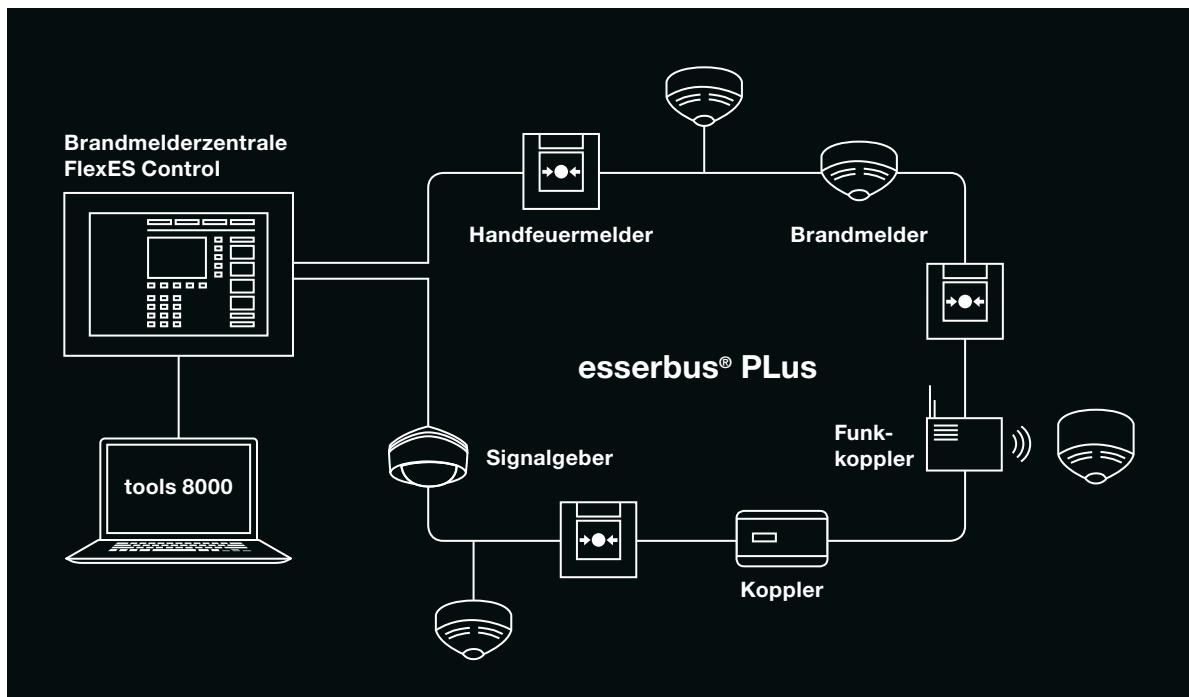 Brandmelderzentrale
FlexES Control
Handfeuermelder
Brandmelder
esserbus® PLus
Funk-
koppler
Signalgeber
tools 8000
Koppler